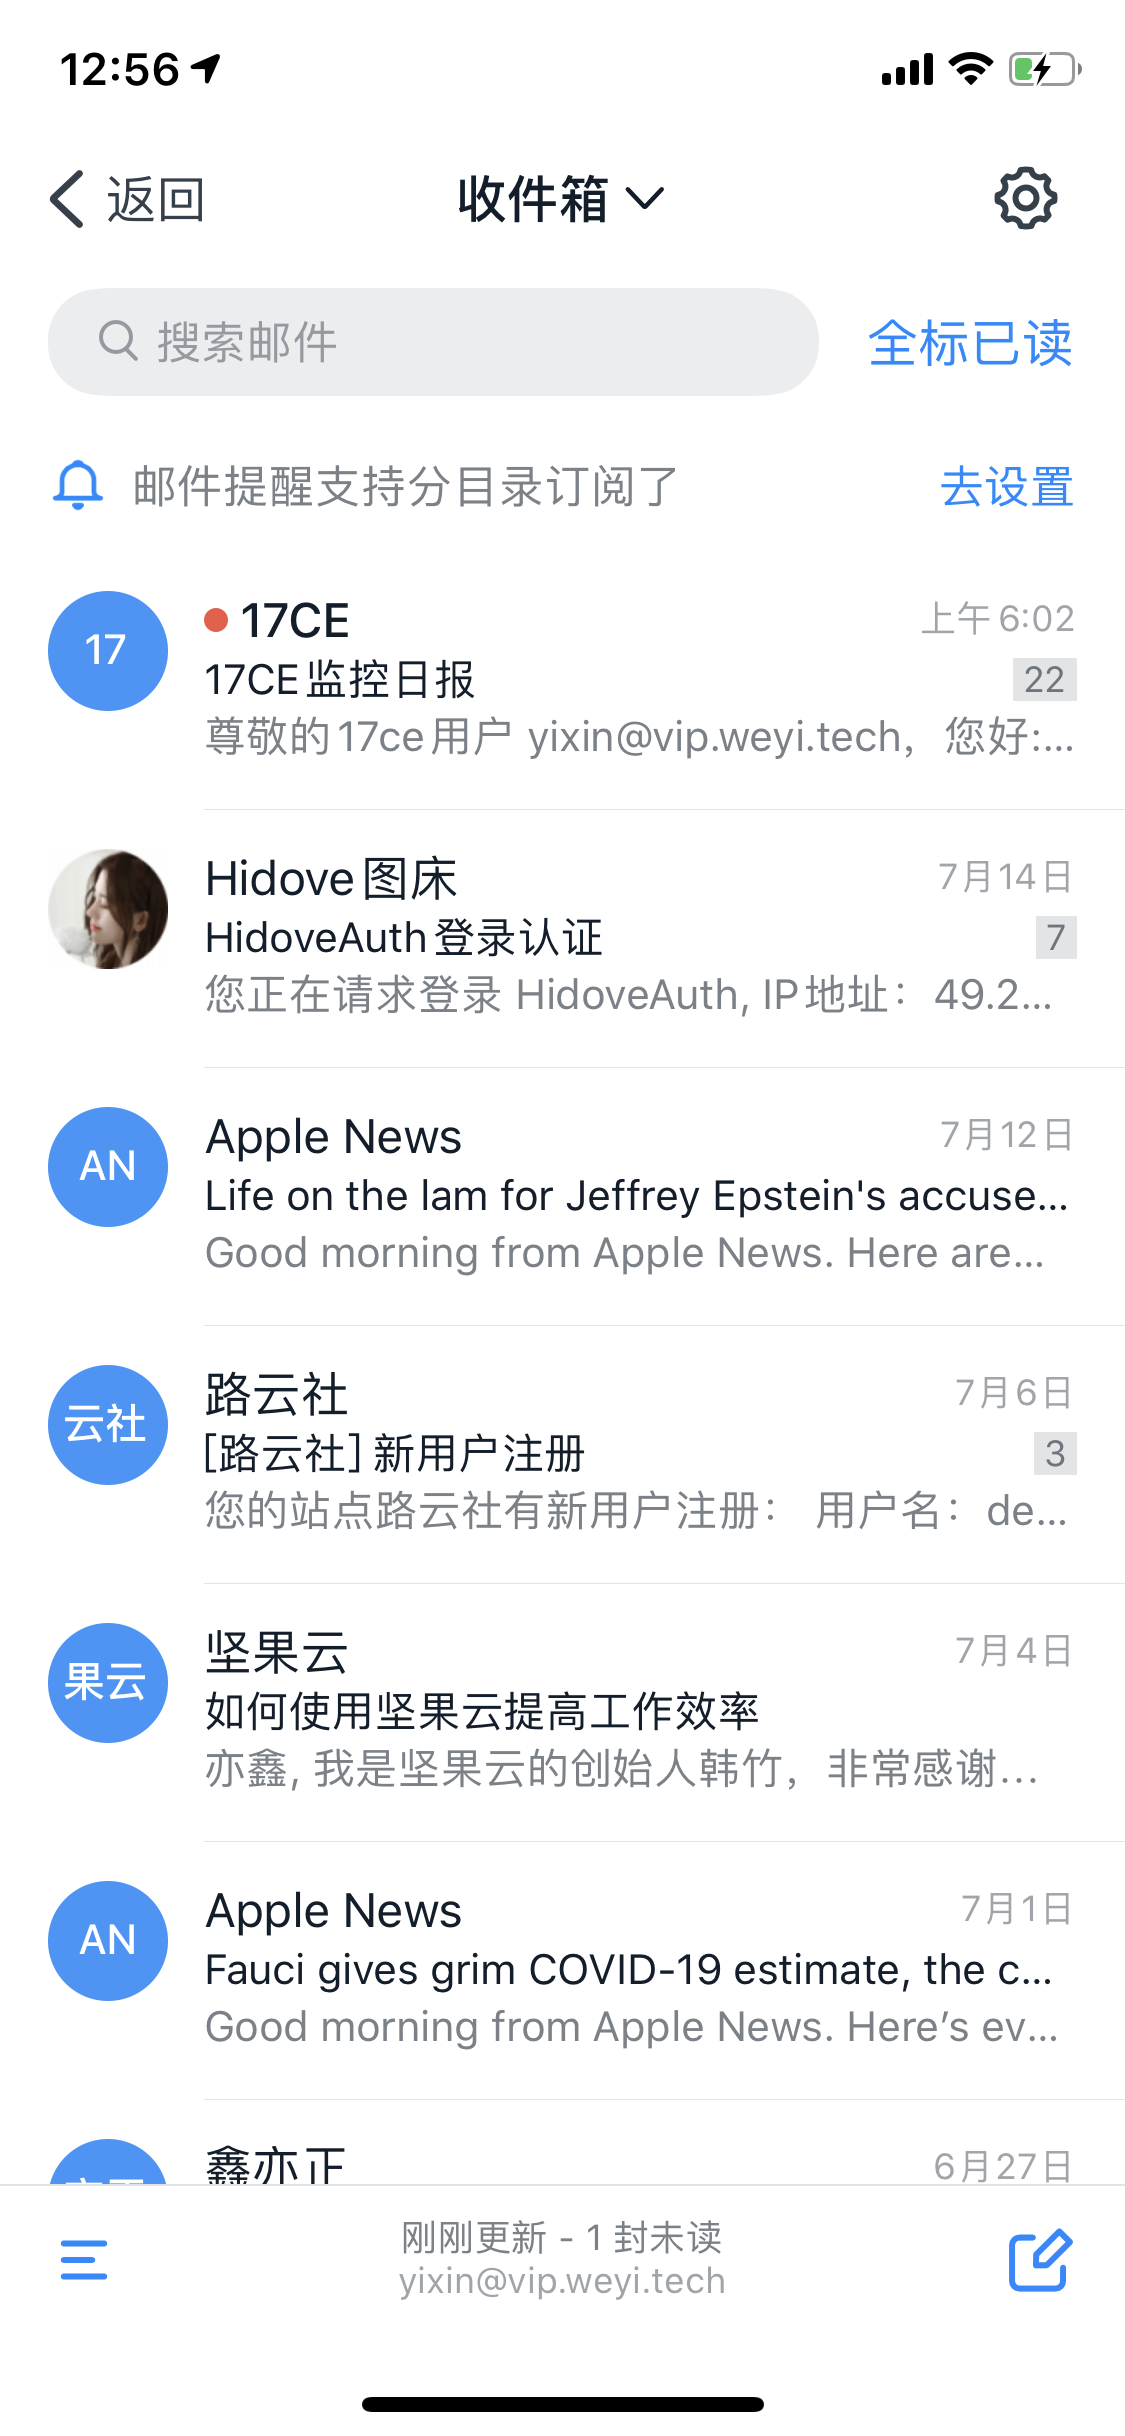 12:56
返回
收件箱
搜索邮件
全标已读
邮件提醒支持分目录订阅了
去设置
17
17CE
上午 6:02
17CE监控日报
22
尊敬的17ce用户 yixin@vip.weyi.tech，您好:...
Hidove图床
7月14日
HidoveAuth登录认证
7
您正在请求登录 HidoveAuth, IP地址：49.2...
AN
Apple News
7月12日
Life on the lam for Jeffrey Epstein's accuse...
Good morning from Apple News. Here are...
云社
路云社
7月6日
[路云社] 新用户注册
3
您的站点路云社有新用户注册： 用户名：de...
果云
坚果云
7月4日
如何使用坚果云提高工作效率
亦鑫, 我是坚果云的创始人韩竹，非常感谢...
AN
Apple News
7月1日
Fauci gives grim COVID-19 estimate, the c...
Good morning from Apple News. Here’s ev...
鑫亦正
6月27日
刚刚更新 - 1 封未读
yixin@vip.weyi.tech